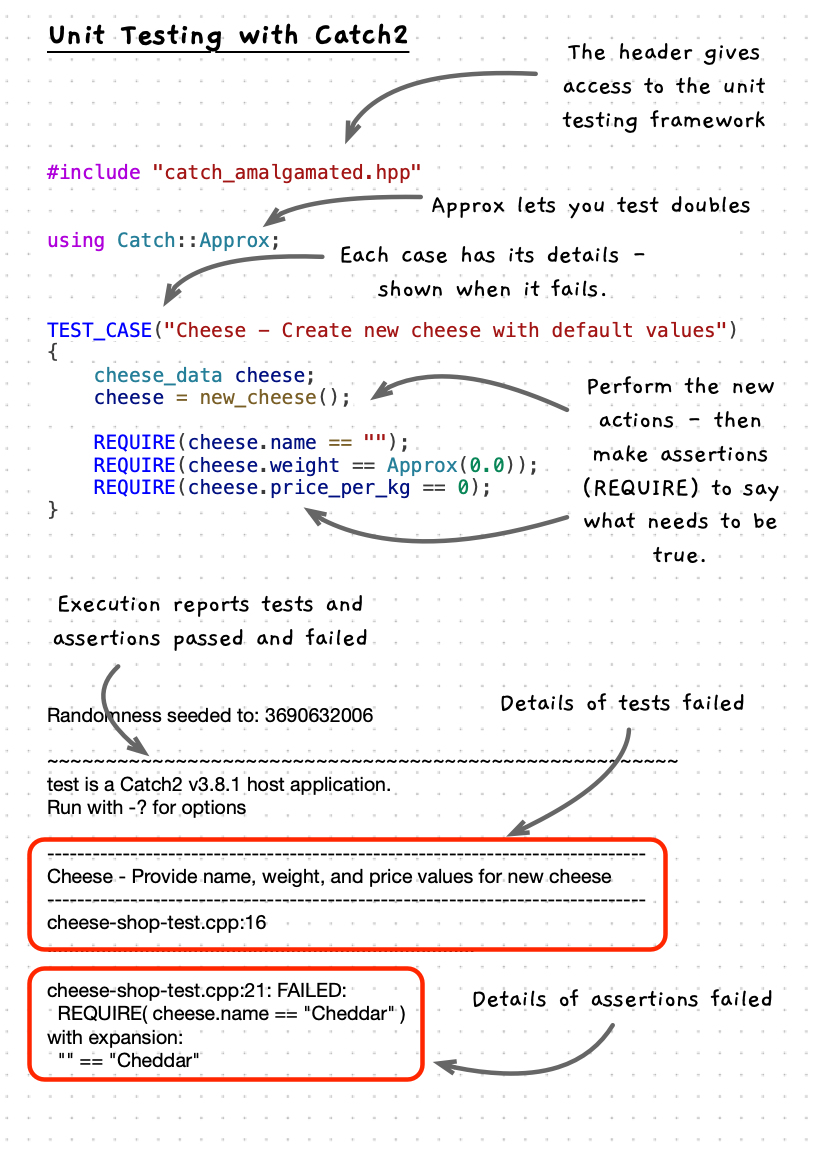 Unit Testing with Catch2
The header gives
access to the unit
testing framework
#include "catch_amalgamated.hpp"
Approx lets you test doubles
using Catch::Approx;
Each case has its details -
shown when it fails.
TEST_CASE("Cheese - Create new cheese with default values")
{
    cheese_data cheese;
    cheese = new_cheese();
    REQUIRE(cheese.name == "");
    REQUIRE(cheese.weight == Approx(0.0));
    REQUIRE(cheese.price_per_kg == 0);
}
Perform the new
actions - then
make assertions
(REQUIRE) to say
what needs to be
true.
Execution reports tests and
assertions passed and failed
Randomness seeded to: 3690632006
Details of tests failed
~~~~~~~~~~~~~~~~~~~~~~~~~~~~~~~~~~~~~~~~~~~~~~~~~~~~~~~
test is a Catch2 v3.8.1 host application.
Run with -? for options
-------------------------------------------------------------------------------
Cheese - Provide name, weight, and price values for new cheese
-------------------------------------------------------------------------------
cheese-shop-test.cpp:16
cheese-shop-test.cpp:21: FAILED:
  REQUIRE( cheese.name == "Cheddar" )
with expansion:
  "" == "Cheddar"
Details of assertions failed